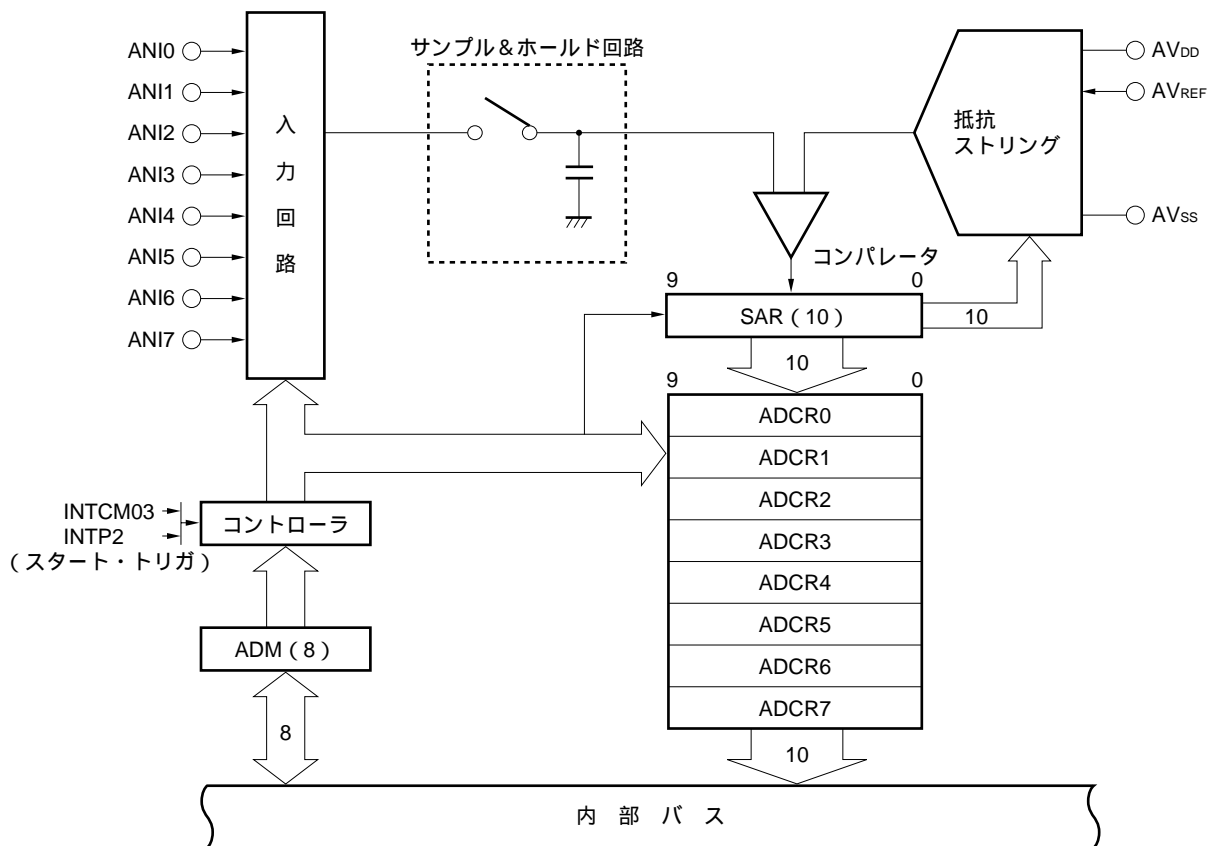 ANI0
ANI1
ANI2
ANI3
ANI4
ANI5
ANI6
ANI7
入力回路
サンプル&ホールド回路
AVDD
AVREF
AVSS
抵抗
ストリング
コンパレータ
9 0
SAR(10)
10
10
9 0
ADCR0
ADCR1
ADCR2
ADCR3
ADCR4
ADCR5
ADCR6
ADCR7
10
INTCM03
INTP2
(スタート・トリガ)
コントローラ
ADM(8)
8
内部バス